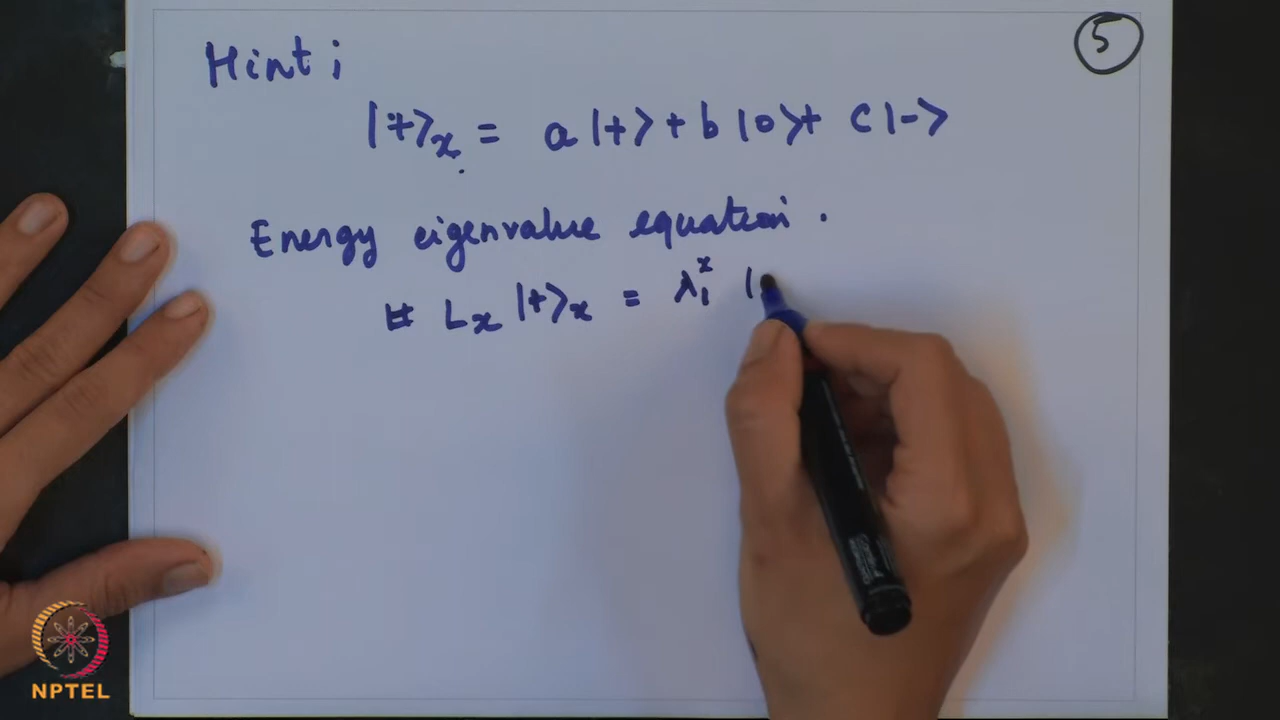 5
Hint ;
|+⟩x = a |+⟩ + b |0⟩ + c |−⟩
Energy eigenvalue equation .
Lx |+⟩x = λ₁ˣ |
NPTEL